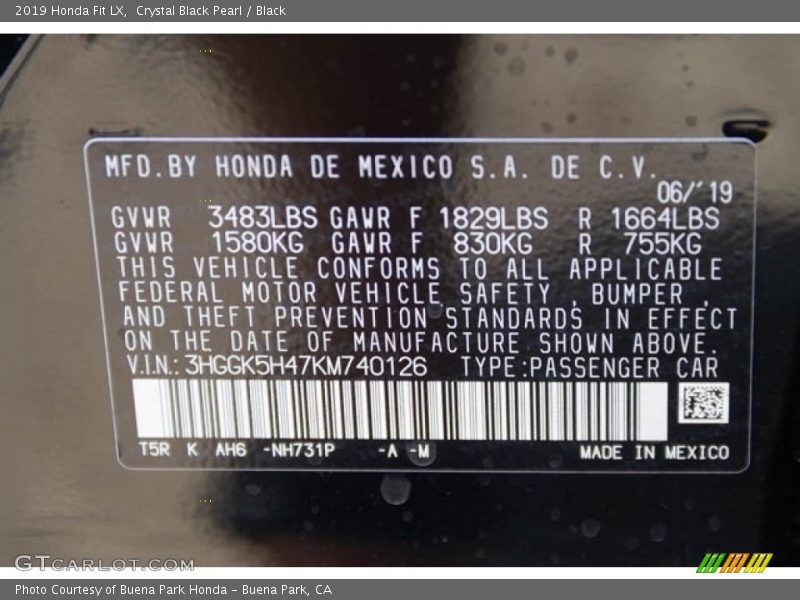 2019 Honda Fit LX, Crystal Black Pearl / Black
MFD.BY HONDA DE MEXICO S.A. DE C.V.
06/'19
GVWR 3483LBS GAWR F 1829LBS R 1664LBS
GVWR 1580KG GAWR F 830KG R 755KG
THIS VEHICLE CONFORMS TO ALL APPLICABLE
FEDERAL MOTOR VEHICLE SAFETY , BUMPER ,
AND THEFT PREVENTION STANDARDS IN EFFECT
ON THE DATE OF MANUFACTURE SHOWN ABOVE.
V.I.N.: 3HGGK5H47KM740126 TYPE:PASSENGER CAR
T5R K AH6 -NH731P -A -M MADE IN MEXICO
GTCARLOT.COM
Photo Courtesy of Buena Park Honda - Buena Park, CA